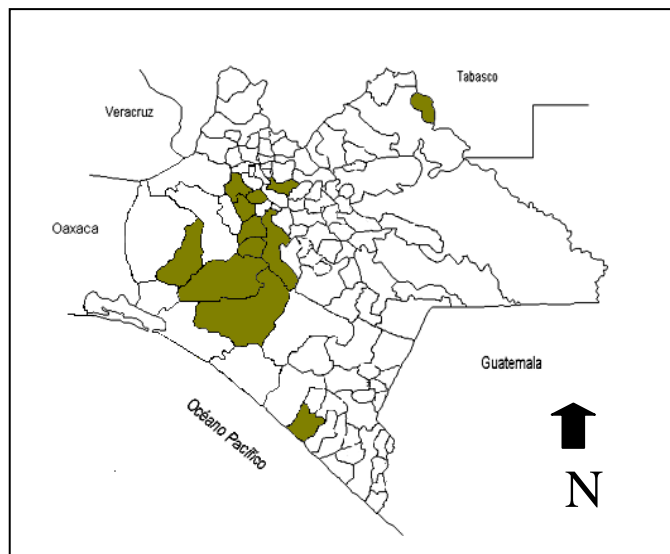 Tabasco
Veracruz
Oaxaca
Guatemala
Océano Pacífico
N